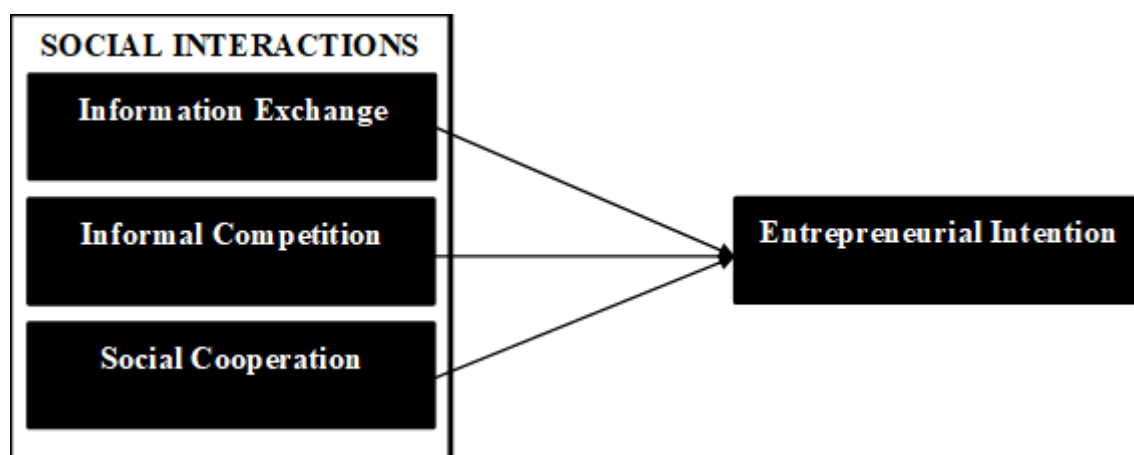 SOCIAL INTERACTIONS
Information Exchange
Informal Competition
Social Cooperation
Entrepreneurial Intention